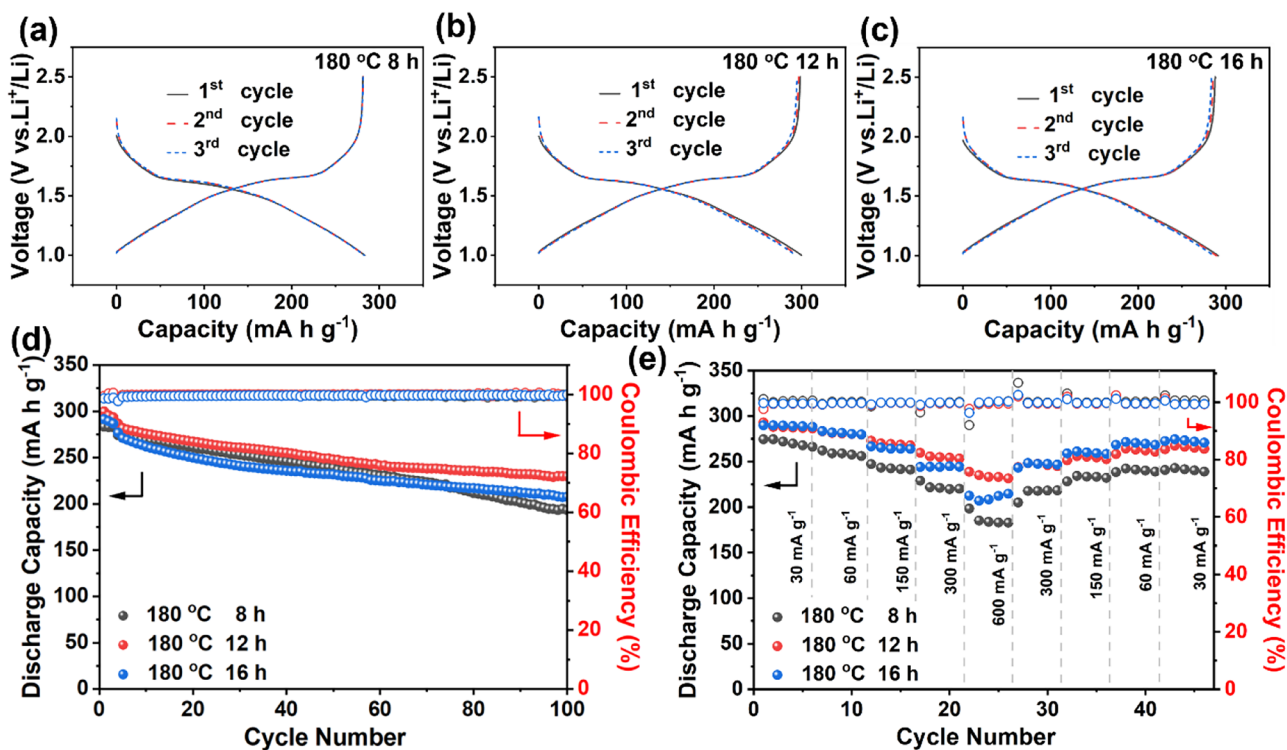 (a)
180 °C 8 h
1st cycle
2nd cycle
3rd cycle
2.5
2.0
1.5
1.0
Voltage (V vs.Li+/Li)
0 100 200 300
Capacity (mA h g-1)
(b)
180 °C 12 h
1st cycle
2nd cycle
3rd cycle
2.5
2.0
1.5
1.0
Voltage (V vs.Li+/Li)
0 100 200 300
Capacity (mA h g-1)
(c)
180 °C 16 h
1st cycle
2nd cycle
3rd cycle
2.5
2.0
1.5
1.0
Voltage (V vs.Li+/Li)
0 100 200 300
Capacity (mA h g-1)
(d)
350
300
250
200
150
100
50
0
Discharge Capacity (mA h g-1)
100
80
60
40
20
0
Coulombic Efficiency (%)
180 °C 8 h
180 °C 12 h
180 °C 16 h
0 20 40 60 80 100
Cycle Number
(e)
350
300
250
200
150
100
50
0
Discharge Capacity (mA h g-1)
100
80
60
40
20
0
Coulombic Efficiency (%)
30 mA g-1
60 mA g-1
150 mA g-1
300 mA g-1
600 mA g-1
300 mA g-1
150 mA g-1
60 mA g-1
30 mA g-1
180 °C 8 h
180 °C 12 h
180 °C 16 h
0 10 20 30 40
Cycle Number